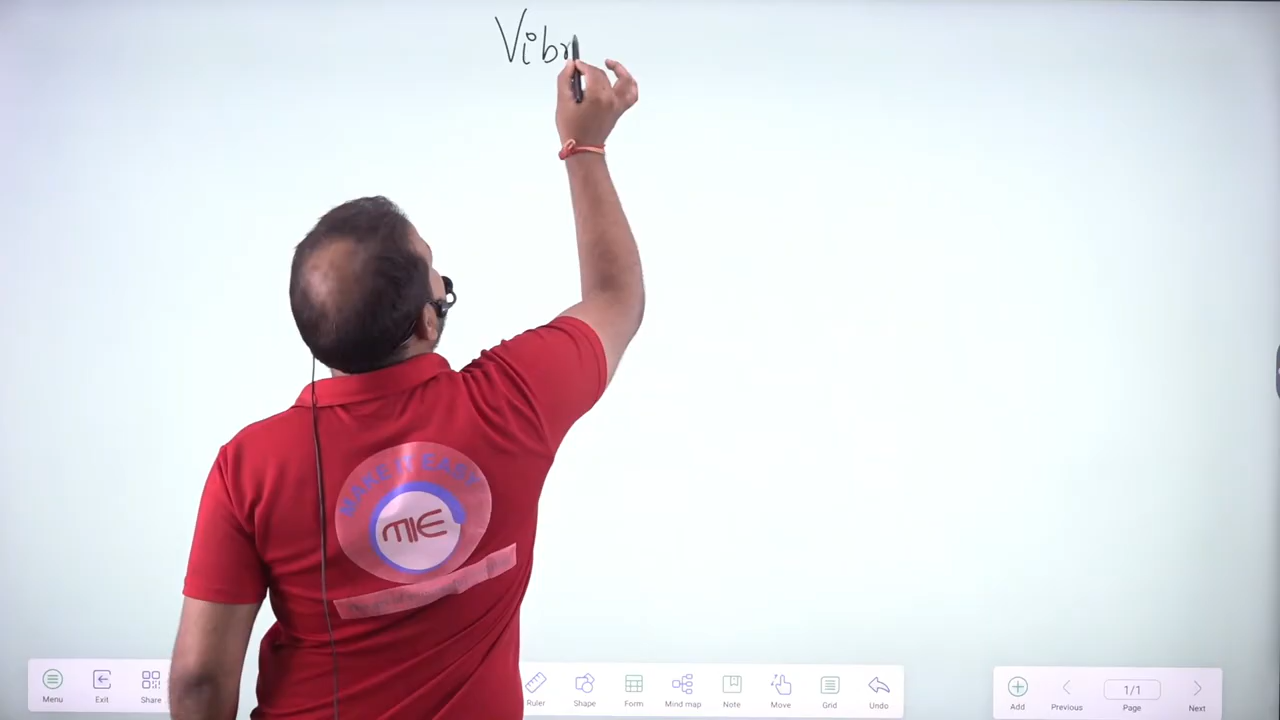 Vibr
MAKE IT EASY
MIE
Menu
Exit
Share
Ruler
Shape
Form
Mind map
Note
Move
Grid
Undo
Add
Previous
1/1
Page
Next